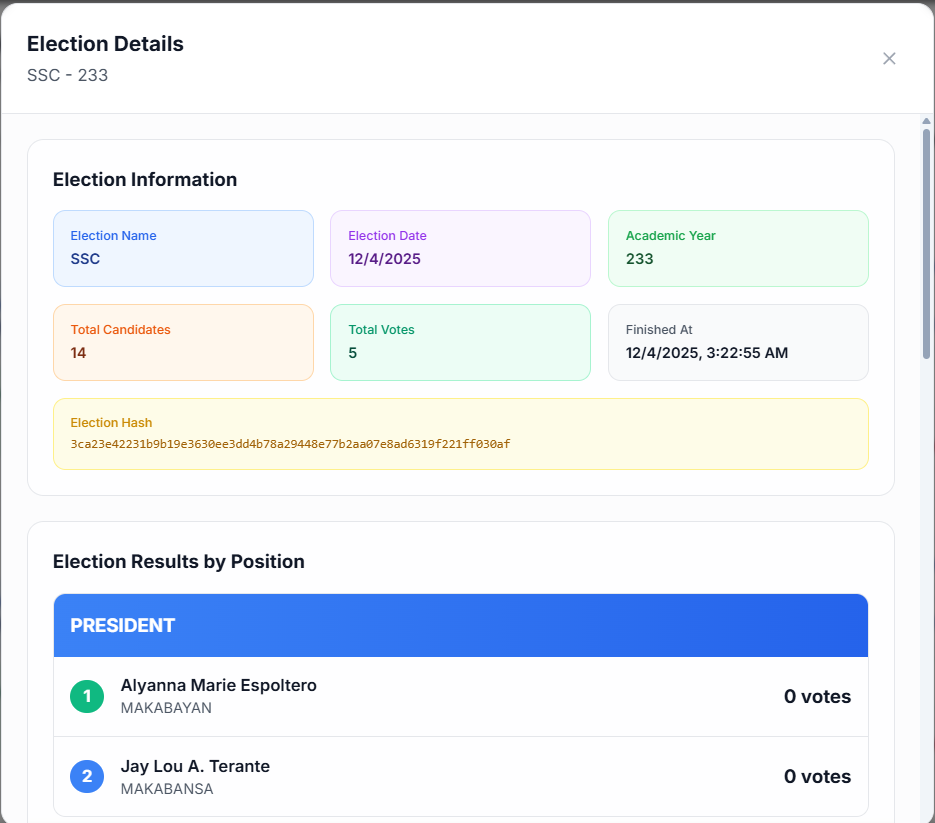 Election Details
SSC - 233
Election Information
Election Name
SSC
Election Date
12/4/2025
Academic Year
233
Total Candidates
14
Total Votes
5
Finished At
12/4/2025, 3:22:55 AM
Election Hash
3ca23e42231b9b19e3630ee3dd4b78a29448e77b2aa07e8ad6319f221ff030af
Election Results by Position
PRESIDENT
1
Alyanna Marie Espoltero
MAKABAYAN
0 votes
2
Jay Lou A. Terante
MAKABANSA
0 votes